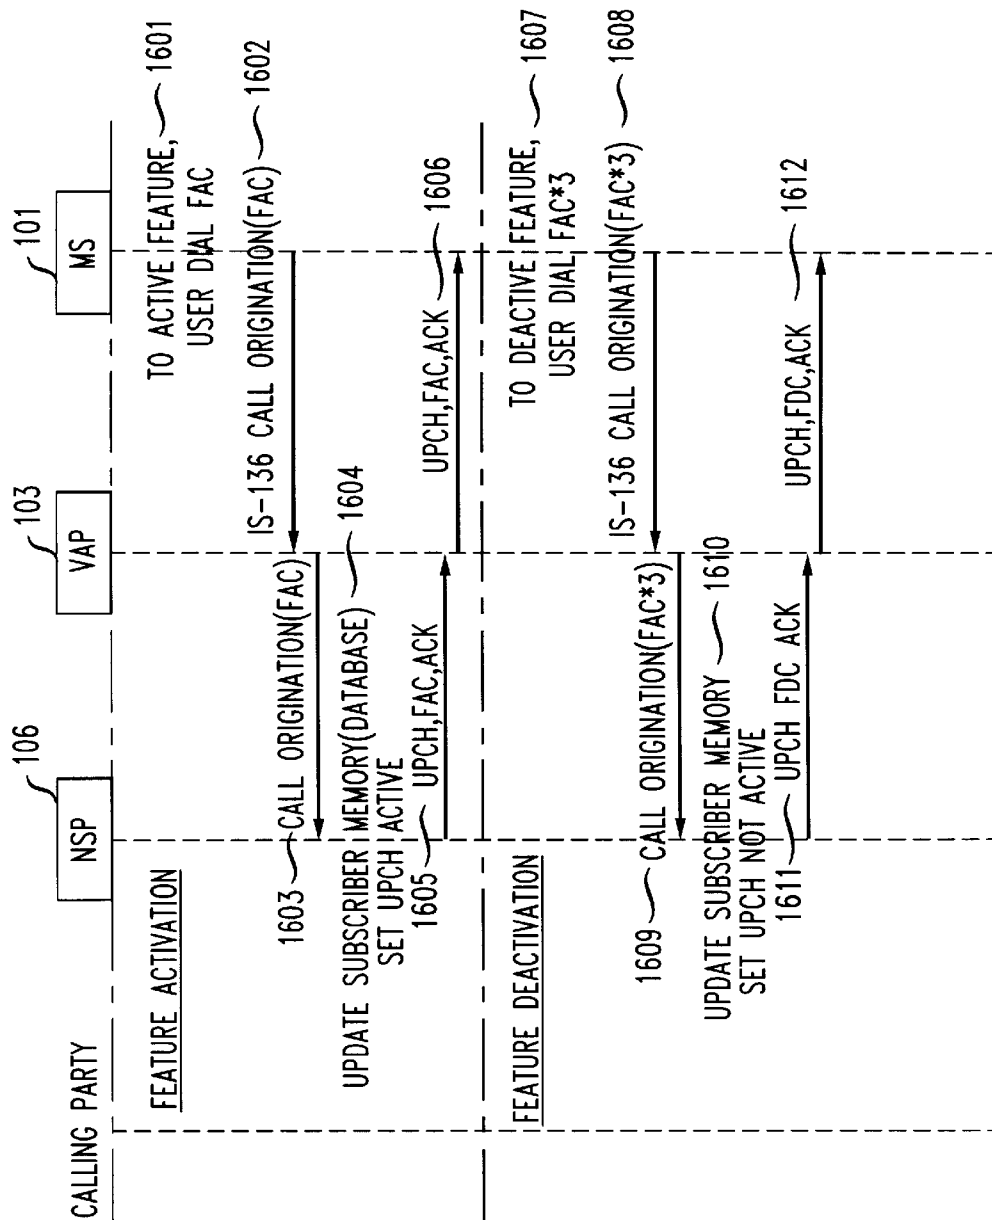 CALLING PARTY
106
NSP
103
VAP
101
MS
FEATURE ACTIVATION
TO ACTIVE FEATURE, 1601
USER DIAL FAC
IS-136 CALL ORIGINATION(FAC) 1602
1603 CALL ORIGINATION(FAC)
UPDATE SUBSCRIBER MEMORY(DATABASE) 1604
SET UPCH ACTIVE
1605 UPCH,FAC,ACK
UPCH,FAC,ACK 1606
FEATURE DEACTIVATION
TO DEACTIVE FEATURE, 1607
USER DIAL FAC*3
IS-136 CALL ORIGINATION(FAC*3) 1608
1609 CALL ORIGINATION(FAC*3)
UPDATE SUBSCRIBER MEMORY 1610
SET UPCH NOT ACTIVE
1611 UPCH FDC ACK
UPCH,FDC,ACK 1612